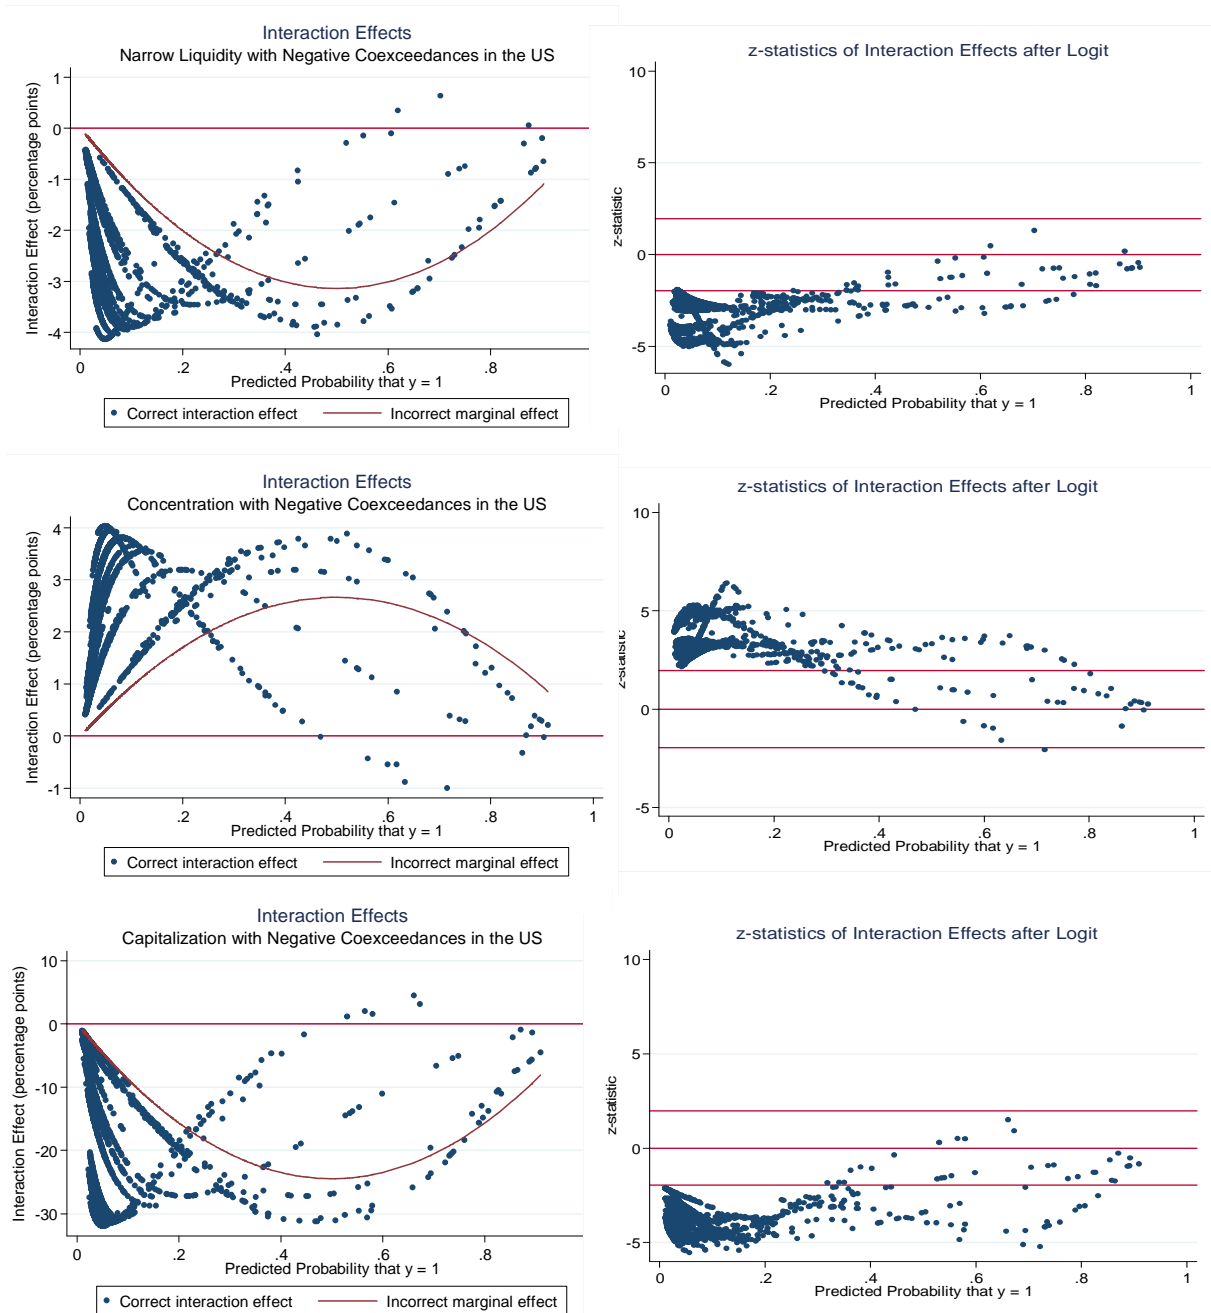 Interaction Effects
Narrow Liquidity with Negative Coexceedances in the US
Interaction Effect (percentage points)
1
0
-1
-2
-3
-4
0 .2 .4 .6 .8
Predicted Probability that y = 1
Correct interaction effect Incorrect marginal effect
z-statistics of Interaction Effects after Logit
z-statistic
10
5
0
-5
0 .2 .4 .6 .8 1
Predicted Probability that y = 1
Interaction Effects
Concentration with Negative Coexceedances in the US
Interaction Effect (percentage points)
4
3
2
1
0
-1
0 .2 .4 .6 .8 1
Predicted Probability that y = 1
Correct interaction effect Incorrect marginal effect
z-statistics of Interaction Effects after Logit
z-statistic
10
5
0
-5
0 .2 .4 .6 .8 1
Predicted Probability that y = 1
Interaction Effects
Capitalization with Negative Coexceedances in the US
Interaction Effect (percentage points)
10
0
-10
-20
-30
0 .2 .4 .6 .8
Predicted Probability that y = 1
Correct interaction effect Incorrect marginal effect
z-statistics of Interaction Effects after Logit
z-statistic
10
5
0
-5
0 .2 .4 .6 .8 1
Predicted Probability that y = 1